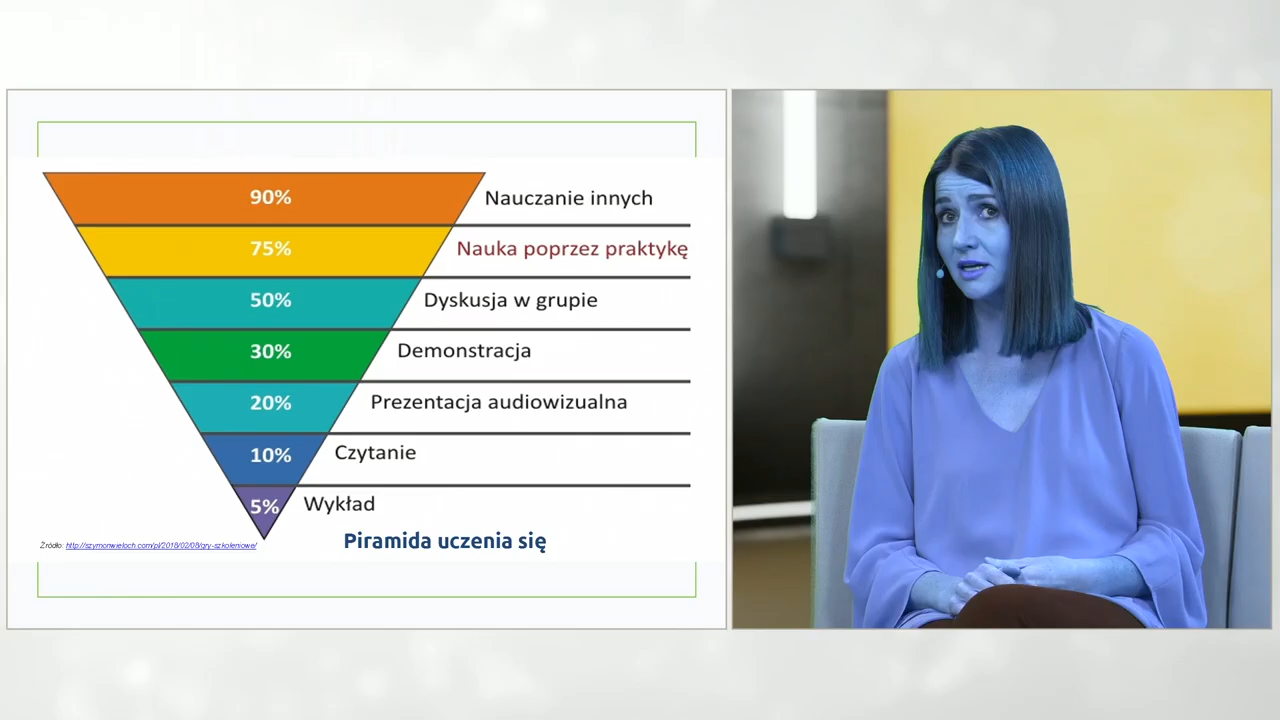 90% Nauczanie innych
75% Nauka poprzez praktykę
50% Dyskusja w grupie
30% Demonstracja
20% Prezentacja audiowizualna
10% Czytanie
5% Wykład
Piramida uczenia się
Źródło: http://szymonwieloch.com/pl/2018/02/08/gry-szkoleniowe/